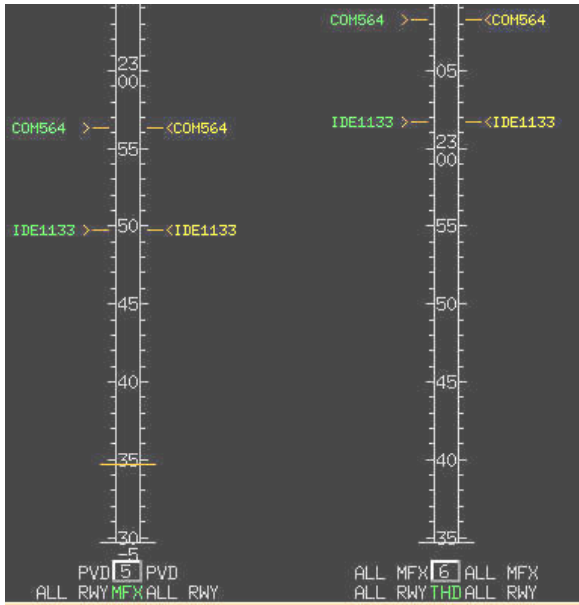 COM564 >—<COM564
23
00
05
COM564 >—<COM564
IDE1133 >—<IDE1133
55
23
00
IDE1133 >—<IDE1133
50
55
45
50
40
45
35
40
30
35
-5
PVD 5 PVD
ALL MFX 6 ALL MFX
ALL RWY MFX ALL RWY
ALL RWY THD ALL RWY